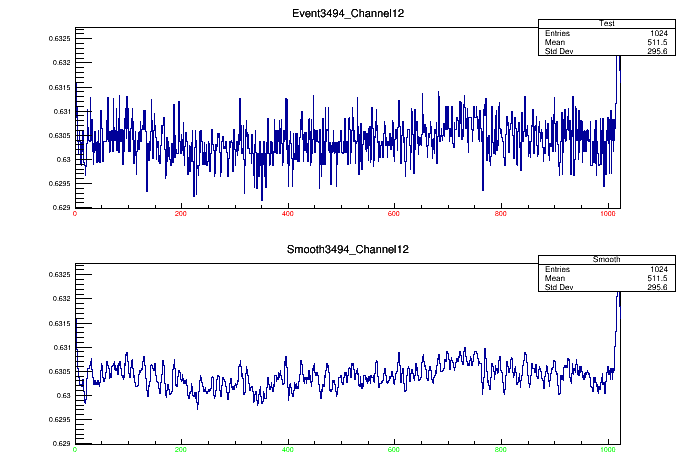 Event3494_Channel12
Test
Entries 1024
Mean 511.5
Std Dev 295.6
0.6325
0.632
0.6315
0.631
0.6305
0.63
0.6295
0.629
0 200 400 600 800 1000
Smooth3494_Channel12
Smooth
Entries 1024
Mean 511.5
Std Dev 295.6
0.6325
0.632
0.6315
0.631
0.6305
0.63
0.6295
0.629
0 200 400 600 800 1000